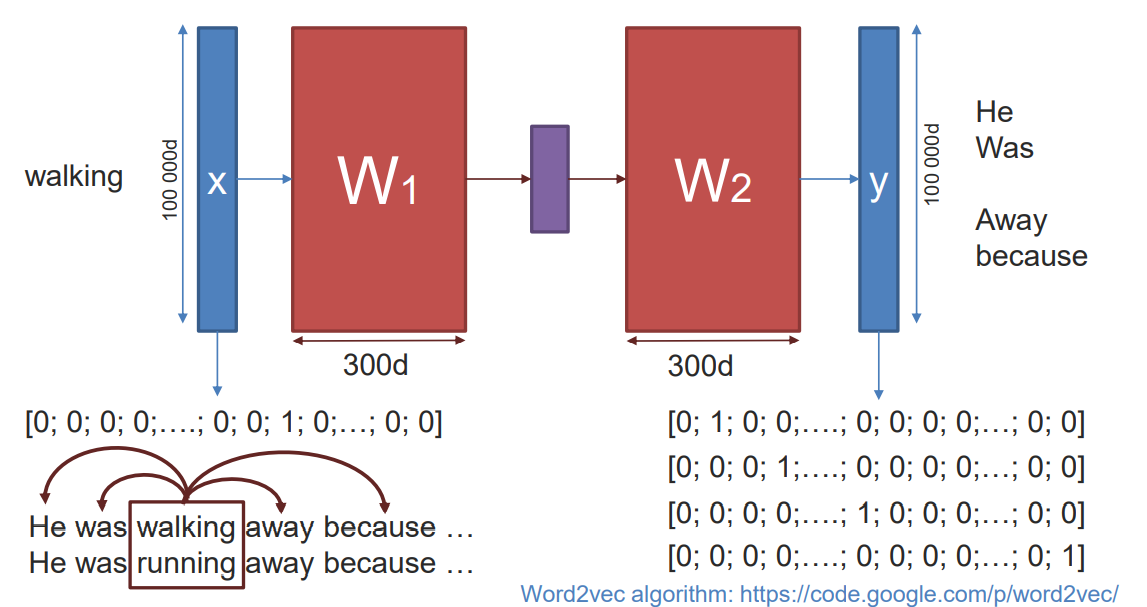 walking
100 000d
x
W1
W2
y
100 000d
He
Was
Away
because
300d
300d
[0; 0; 0; 0;….; 0; 0; 1; 0;…; 0; 0]
He was walking away because …
He was running away because …
[0; 1; 0; 0;….; 0; 0; 0; 0;…; 0; 0]
[0; 0; 0; 1;….; 0; 0; 0; 0;…; 0; 0]
[0; 0; 0; 0;….; 1; 0; 0; 0;…; 0; 0]
[0; 0; 0; 0;….; 0; 0; 0; 0;…; 0; 1]
Word2vec algorithm: https://code.google.com/p/word2vec/